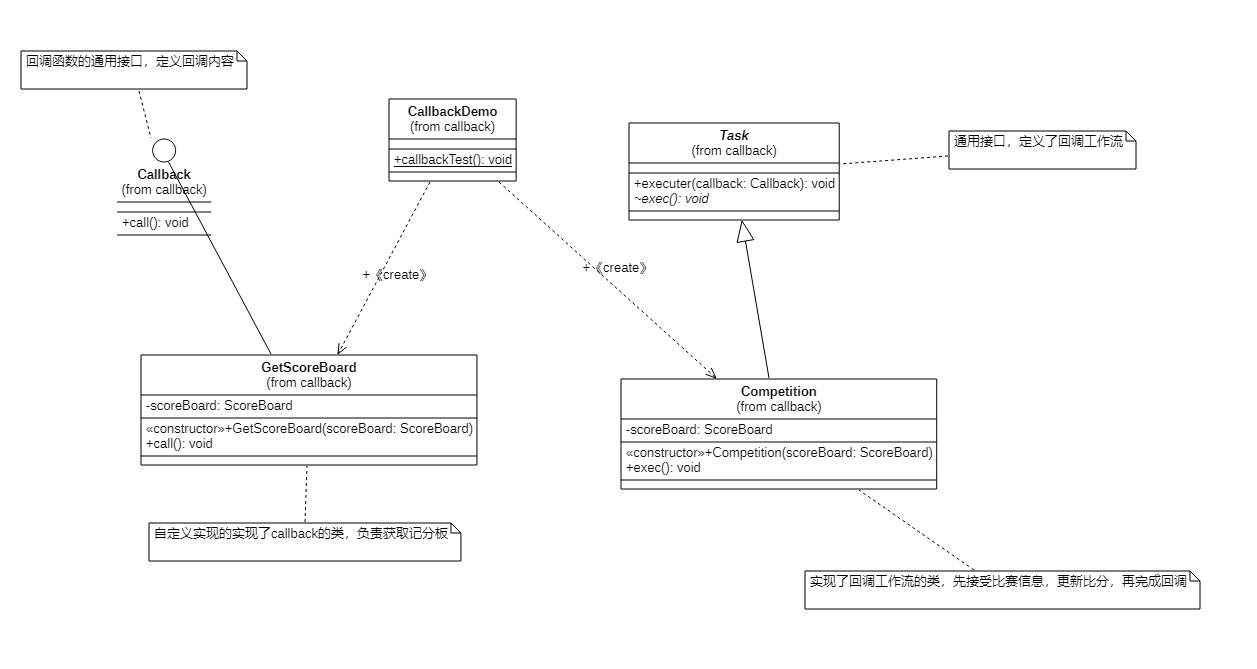 回调函数的通用接口，定义回调内容
Callback
(from callback)
+call(): void
CallbackDemo
(from callback)
+callbackTest(): void
Task
(from callback)
+executer(callback: Callback): void
~exec(): void
通用接口，定义了回调工作流
+《create》
+《create》
GetScoreBoard
(from callback)
-scoreBoard: ScoreBoard
«constructor»+GetScoreBoard(scoreBoard: ScoreBoard)
+call(): void
Competition
(from callback)
-scoreBoard: ScoreBoard
«constructor»+Competition(scoreBoard: ScoreBoard)
+exec(): void
自定义实现的实现了callback的类，负责获取记分板
实现了回调工作流的类，先接受比赛信息，更新比分，再完成回调